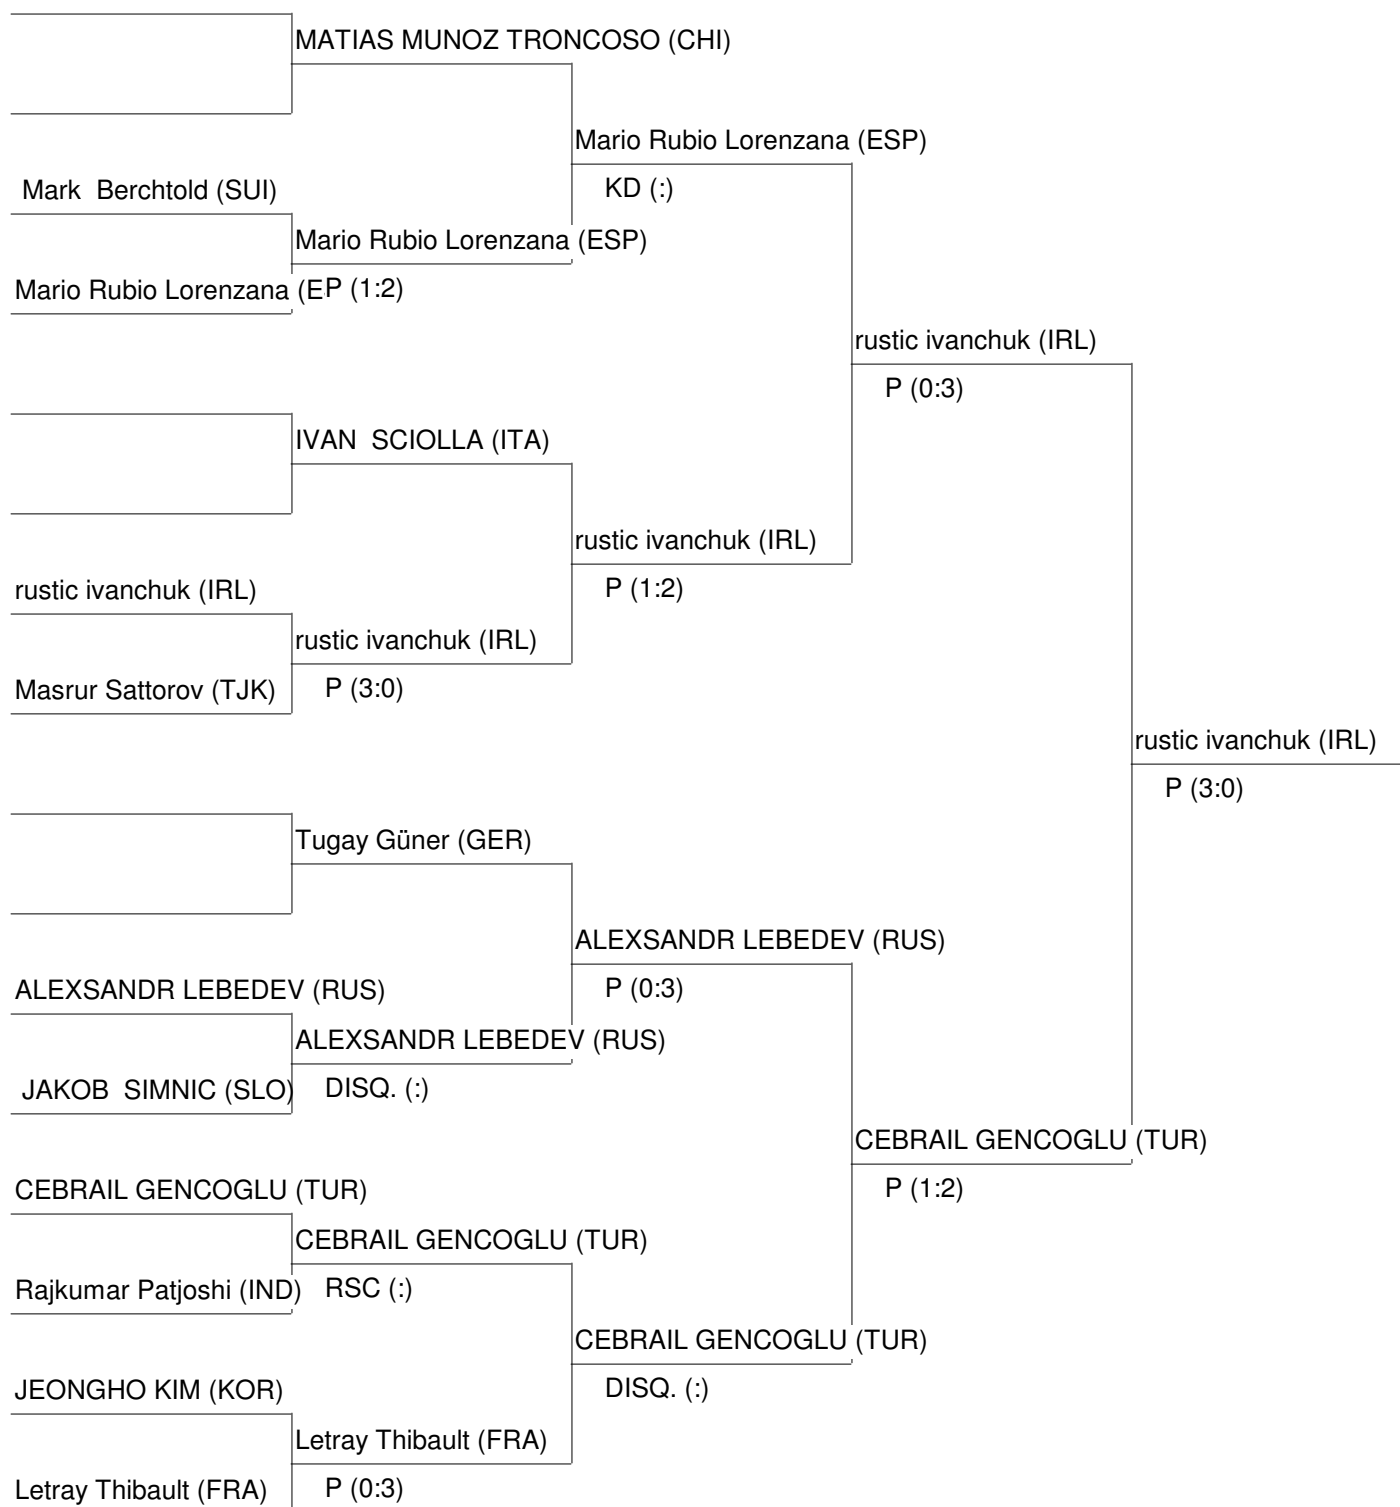 MATIAS MUNOZ TRONCOSO (CHI)
Mario Rubio Lorenzana (ESP)
Mark  Berchtold (SUI)
KD (:)
Mario Rubio Lorenzana (ESP)
Mario Rubio Lorenzana (E P (1:2)
rustic ivanchuk (IRL)
P (0:3)
IVAN  SCIOLLA (ITA)
rustic ivanchuk (IRL)
rustic ivanchuk (IRL)
P (1:2)
rustic ivanchuk (IRL)
Masrur Sattorov (TJK)
P (3:0)
rustic ivanchuk (IRL)
P (3:0)
Tugay Güner (GER)
ALEXSANDR LEBEDEV (RUS)
ALEXSANDR LEBEDEV (RUS)
P (0:3)
ALEXSANDR LEBEDEV (RUS)
JAKOB  SIMNIC (SLO)
DISQ. (:)
CEBRAIL GENCOGLU (TUR)
CEBRAIL GENCOGLU (TUR)
P (1:2)
CEBRAIL GENCOGLU (TUR)
Rajkumar Patjoshi (IND)
RSC (:)
CEBRAIL GENCOGLU (TUR)
JEONGHO KIM (KOR)
DISQ. (:)
Letray Thibault (FRA)
Letray Thibault (FRA)
P (0:3)